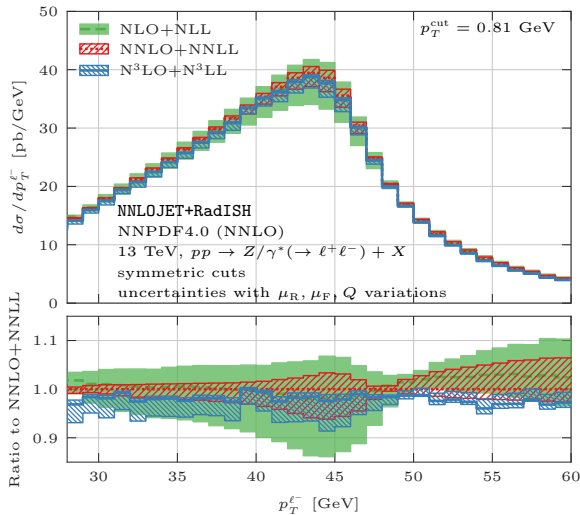 NLO+NLL
NNLO+NNLL
N³LO+N³LL
p_T^cut = 0.81 GeV
50
40
30
20
10
0
dσ/dp_T^ℓ⁻ [pb/GeV]
NNLOJET+RadISH
NNPDF4.0 (NNLO)
13 TeV, pp → Z/γ*(→ ℓ⁺ℓ⁻) + X
symmetric cuts
uncertainties with μ_R, μ_F, Q variations
1.1
1.0
0.9
Ratio to NNLO+NNLL
30 35 40 45 50 55 60
p_T^ℓ⁻ [GeV]